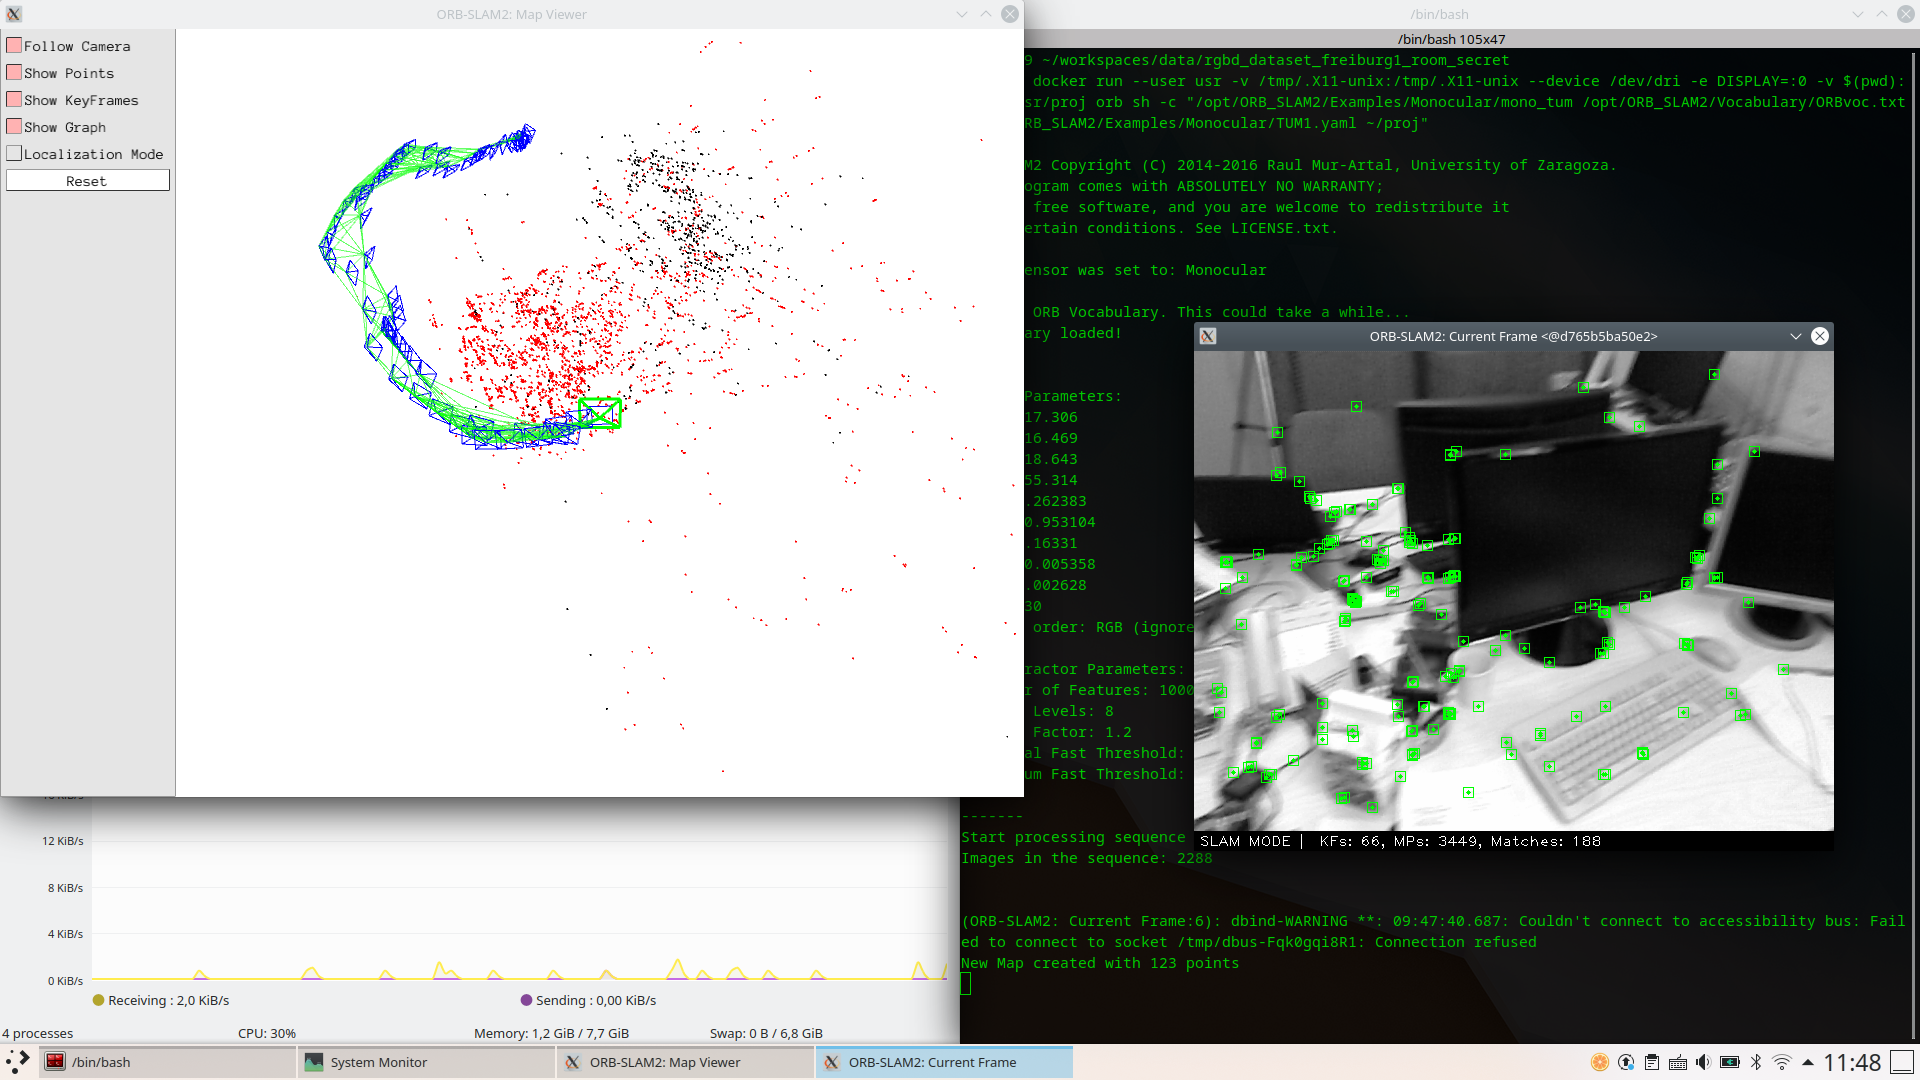 ORB-SLAM2: Map Viewer
Follow Camera
Show Points
Show KeyFrames
Show Graph
Localization Mode
Reset
/bin/bash
/bin/bash 105x47
9 ~/workspaces/data/rgbd_dataset_freiburg1_room_secret
docker run --user usr -v /tmp/.X11-unix:/tmp/.X11-unix --device /dev/dri -e DISPLAY=:0 -v $(pwd):
sr/proj orb sh -c "/opt/ORB_SLAM2/Examples/Monocular/mono_tum /opt/ORB_SLAM2/Vocabulary/ORBvoc.txt
RB_SLAM2/Examples/Monocular/TUM1.yaml ~/proj"
M2 Copyright (C) 2014-2016 Raul Mur-Artal, University of Zaragoza.
ogram comes with ABSOLUTELY NO WARRANTY;
free software, and you are welcome to redistribute it
ertain conditions. See LICENSE.txt.
ensor was set to: Monocular
ORB Vocabulary. This could take a while...
ary loaded!
Parameters:
17.306
16.469
18.643
55.314
.262383
0.953104
.16331
0.005358
.002628
30
order: RGB (ignore
ractor Parameters:
r of Features: 1000
Levels: 8
Factor: 1.2
al Fast Threshold:
um Fast Threshold:
-------
Start processing sequence
Images in the sequence: 2288
(ORB-SLAM2: Current Frame:6): dbind-WARNING **: 09:47:40.687: Couldn't connect to accessibility bus: Fail
ed to connect to socket /tmp/dbus-Fqk0gqi8R1: Connection refused
New Map created with 123 points
ORB-SLAM2: Current Frame <@d765b5ba50e2>
SLAM MODE | KFs: 66, MPs: 3449, Matches: 188
12 KiB/s
8 KiB/s
4 KiB/s
0 KiB/s
Receiving : 2,0 KiB/s
Sending : 0,00 KiB/s
4 processes
CPU: 30%
Memory: 1,2 GiB / 7,7 GiB
Swap: 0 B / 6,8 GiB
/bin/bash
System Monitor
ORB-SLAM2: Map Viewer
ORB-SLAM2: Current Frame
11:48